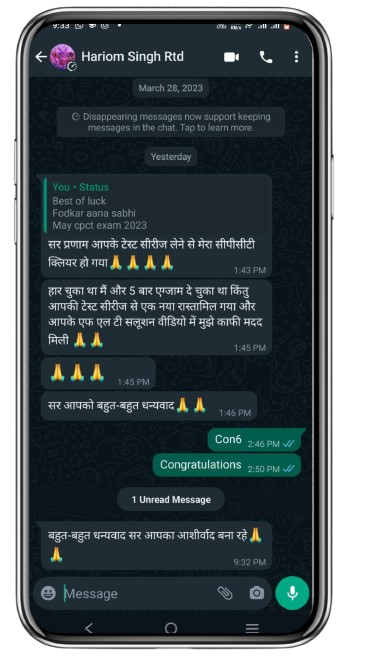 9:33
Hariom Singh Rtd
March 28, 2023
Disappearing messages now support keeping
messages in the chat. Tap to learn more.
Yesterday
You • Status
Best of luck
Fodkar aana sabhi
May cpct exam 2023
सर प्रणाम आपके टेस्ट सीरीज लेने से मेरा सीपीसीटी
क्लियर हो गया 🙏 🙏 🙏 🙏
1:43 PM
हार चुका था मैं और 5 बार एग्जाम दे चुका था किंतु
आपकी टेस्ट सीरीज से एक नया रास्तामिल गया और
आपके एफ एल टी सलूशन वीडियो में मुझे काफी मदद
मिली 🙏 🙏
1:45 PM
🙏 🙏 🙏
1:45 PM
सर आपको बहुत-बहुत धन्यवाद 🙏 🙏
1:46 PM
Con6 2:46 PM
Congratulations 2:50 PM
1 Unread Message
बहुत-बहुत धन्यवाद सर आपका आशीर्वाद बना रहे 🙏
🙏
9:32 PM
Message